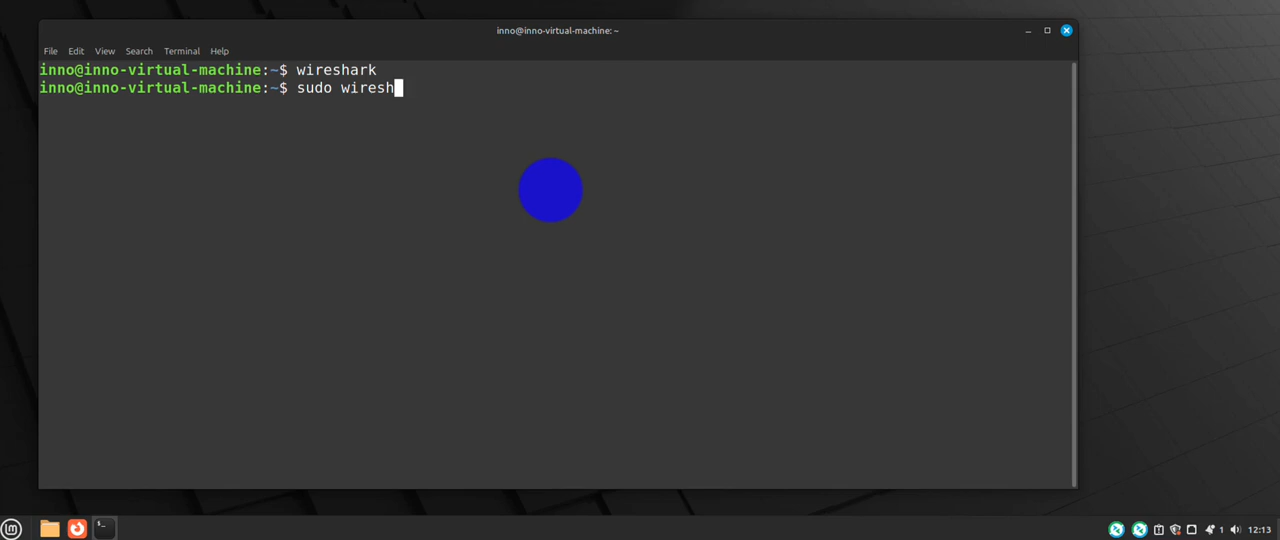 inno@inno-virtual-machine: ~
File Edit View Search Terminal Help
inno@inno-virtual-machine:~$ wireshark
inno@inno-virtual-machine:~$ sudo wiresh
$_
1 12:13